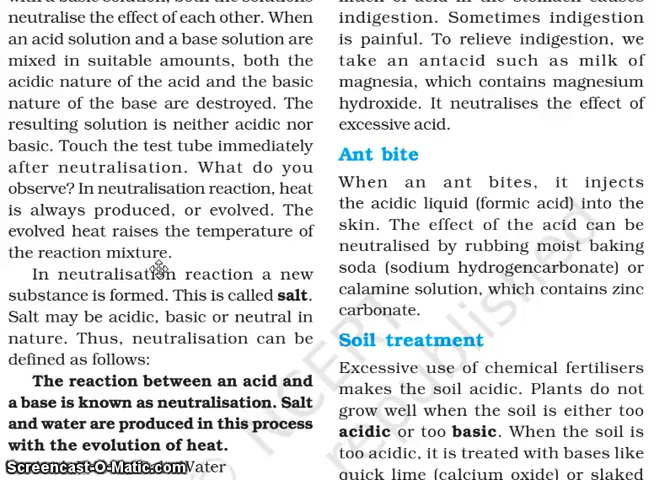 with a basic solution, both the solutions
neutralise the effect of each other. When
an acid solution and a base solution are
mixed in suitable amounts, both the
acidic nature of the acid and the basic
nature of the base are destroyed. The
resulting solution is neither acidic nor
basic. Touch the test tube immediately
after neutralisation. What do you
observe? In neutralisation reaction, heat
is always produced, or evolved. The
evolved heat raises the temperature of
the reaction mixture.
In neutralisation reaction a new
substance is formed. This is called salt.
Salt may be acidic, basic or neutral in
nature. Thus, neutralisation can be
defined as follows:
The reaction between an acid and
a base is known as neutralisation. Salt
and water are produced in this process
with the evolution of heat.
Screencast-O-Matic.com Water
much of acid in the stomach causes
indigestion. Sometimes indigestion
is painful. To relieve indigestion, we
take an antacid such as milk of
magnesia, which contains magnesium
hydroxide. It neutralises the effect of
excessive acid.
Ant bite
When an ant bites, it injects
the acidic liquid (formic acid) into the
skin. The effect of the acid can be
neutralised by rubbing moist baking
soda (sodium hydrogencarbonate) or
calamine solution, which contains zinc
carbonate.
Soil treatment
Excessive use of chemical fertilisers
makes the soil acidic. Plants do not
grow well when the soil is either too
acidic or too basic. When the soil is
too acidic, it is treated with bases like
quick lime (calcium oxide) or slaked
© NCERT
republished